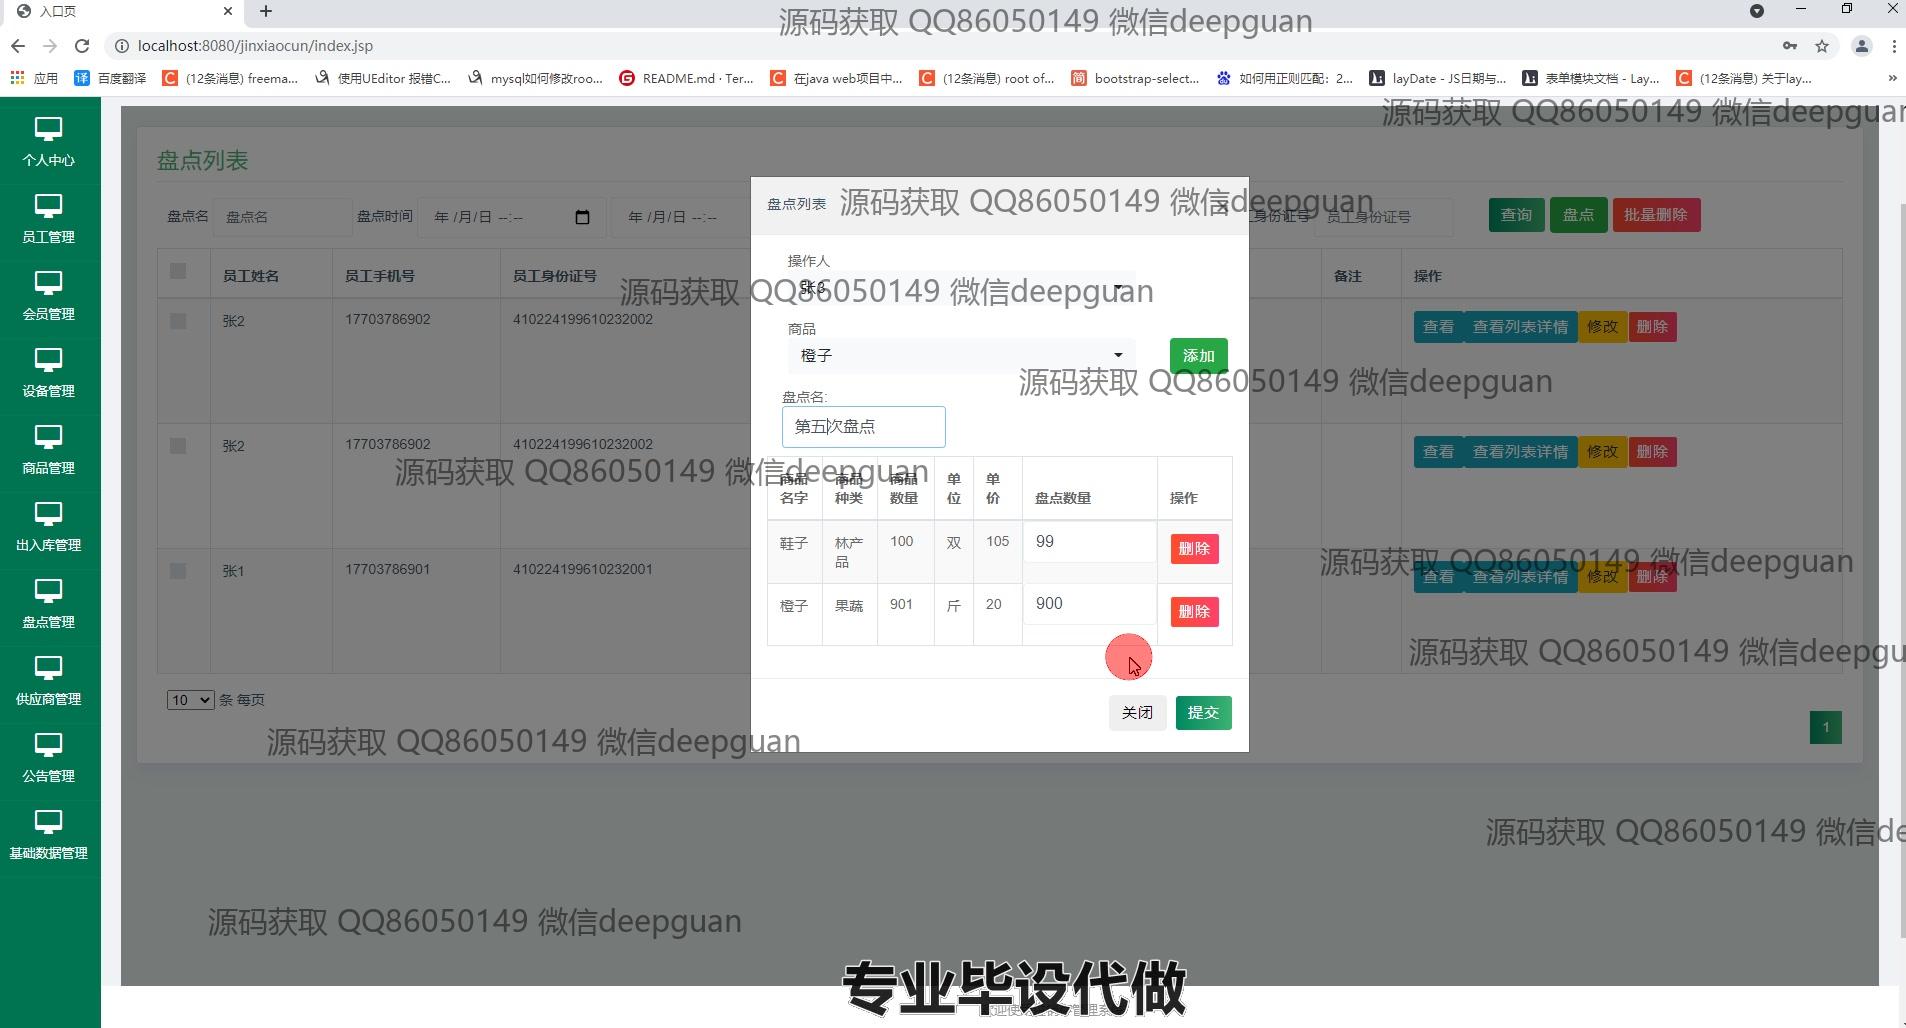 入口页
localhost:8080/jinxiaocun/index.jsp
应用
百度翻译
(12条消息) freema...
使用UEditor 报错C...
mysql如何修改roo...
README.md · Ter...
在java web项目中...
(12条消息) root of...
bootstrap-select...
如何用正则匹配：2...
layDate - JS日期与...
表单模块文档 - Lay...
(12条消息) 关于lay...
源码获取 QQ86050149 微信deepguan
源码获取 QQ86050149 微信deepguan
个人中心
员工管理
会员管理
设备管理
商品管理
出入库管理
盘点管理
供应商管理
公告管理
基础数据管理
盘点列表
盘点名 盘点名 盘点时间 年 /月/日 --:-- 年 /月/日 --:--
工身份证号 员工身份证号 查询 盘点 批量删除
员工姓名 员工手机号 员工身份证号 备注 操作
张2 17703786902 410224199610232002 查看 查看列表详情 修改 删除
张2 17703786902 410224199610232002 查看 查看列表详情 修改 删除
张1 17703786901 410224199610232001 查看 查看列表详情 修改 删除
10 条 每页
1
盘点列表
源码获取 QQ86050149 微信deepguan
操作人
张3
源码获取 QQ86050149 微信deepguan
商品
橙子 添加
源码获取 QQ86050149 微信deepguan
盘点名:
第五次盘点
源码获取 QQ86050149 微信deepguan
商品名字 商品种类 商品数量 单位 单价 盘点数量 操作
鞋子 林产品 100 双 105 99 删除
橙子 果蔬 901 斤 20 900 删除
关闭 提交
源码获取 QQ86050149 微信deepguan
源码获取 QQ86050149 微信deepgu
源码获取 QQ86050149 微信deepguan
源码获取 QQ86050149 微信de
源码获取 QQ86050149 微信deepguan
专业毕设代做